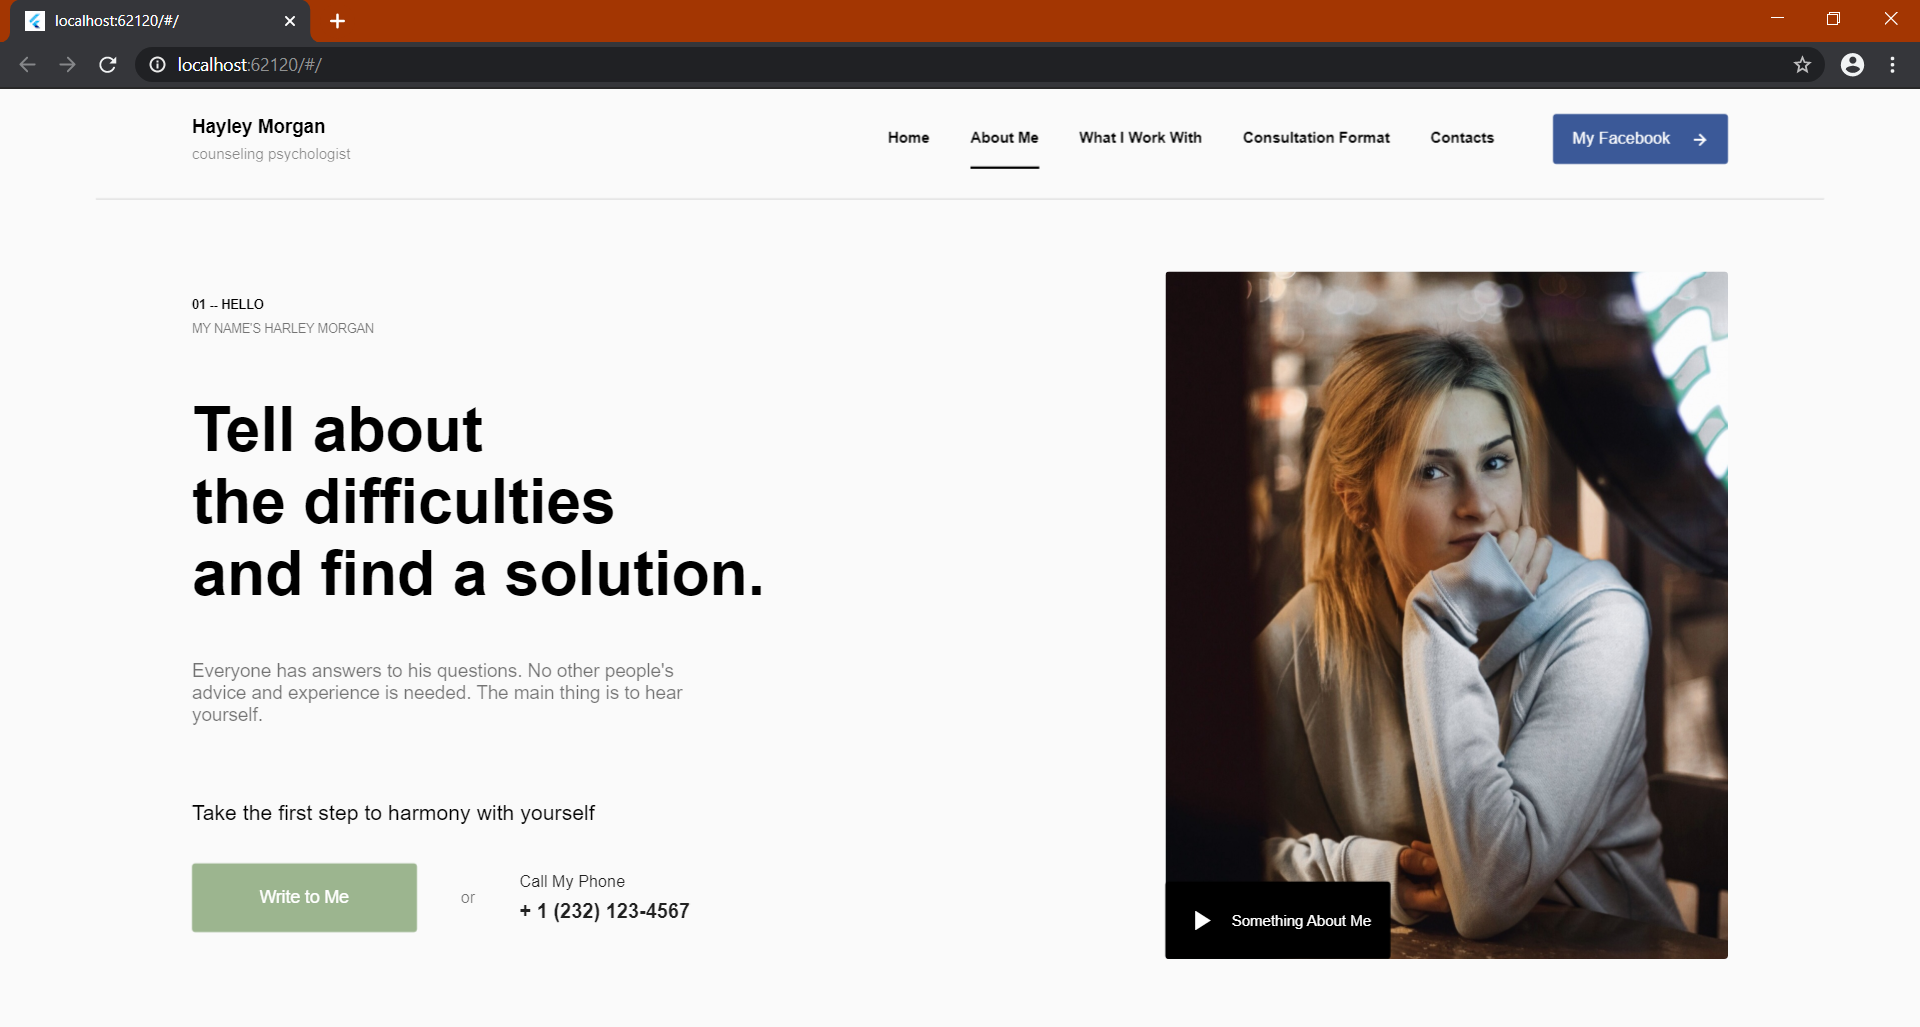 localhost:62120/#/
localhost:62120/#/
Hayley Morgan
counseling psychologist
Home
About Me
What I Work With
Consultation Format
Contacts
My Facebook
01 -- HELLO
MY NAME'S HARLEY MORGAN
Tell about
the difficulties
and find a solution.
Everyone has answers to his questions. No other people's
advice and experience is needed. The main thing is to hear
yourself.
Take the first step to harmony with yourself
Write to Me
or
Call My Phone
+ 1 (232) 123-4567
Something About Me